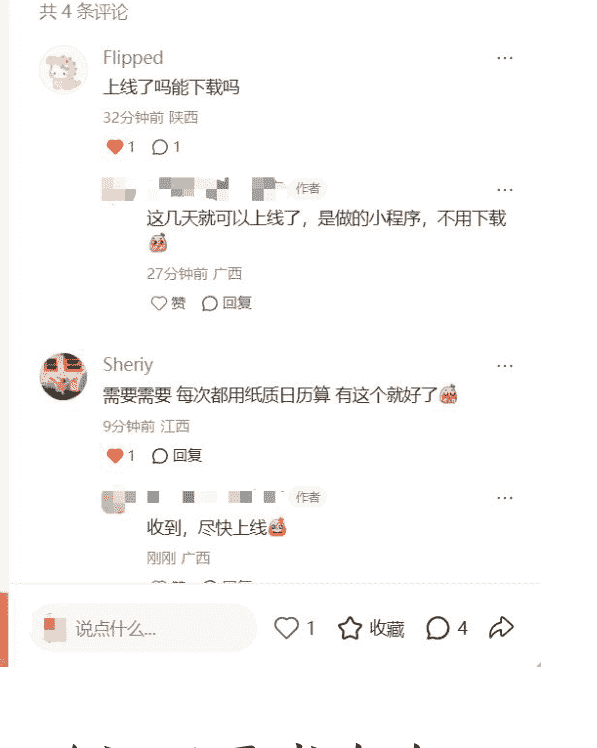 共 4 条评论
Flipped
上线了吗能下载吗
32分钟前 陕西
1 1
作者
这几天就可以上线了，是做的小程序，不用下载
27分钟前 广西
赞 回复
Sheriy
需要需要 每次都用纸质日历算 有这个就好了
9分钟前 江西
1 回复
作者
收到，尽快上线
刚刚 广西
说点什么... 1 收藏 4